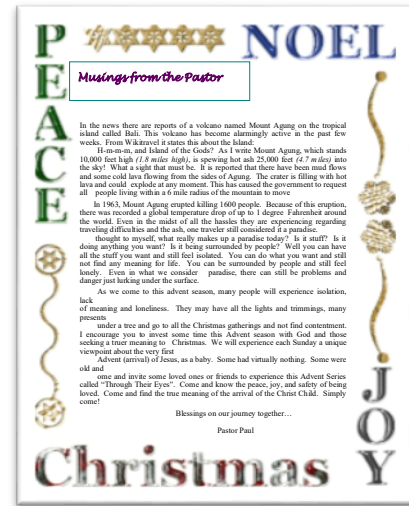 PEACE
NOEL
Musings from the Pastor
In the news there are reports of a volcano named Mount Agung on the tropical
island called Bali. This volcano has become alarmingly active in the past few
weeks. From Wikitravel it states this about the Island:
H-m-m-m, and Island of the Gods? As I write Mount Agung, which stands
10,000 feet high (1.8 miles high), is spewing hot ash 25,000 feet (4.7 miles) into
the sky! What a sight that must be. It is reported that there have been mud flows
and some cold lava flowing from the sides of Agung. The crater is filling with hot
lava and could explode at any moment. This has caused the government to request
all people living within a 6 mile radius of the mountain to move
In 1963, Mount Agung erupted killing 1600 people. Because of this eruption,
there was recorded a global temperature drop of up to 1 degree Fahrenheit around
the world. Even in the midst of all the hassles they are experiencing regarding
traveling difficulties and the ash, one traveler still considered it a paradise.
thought to myself, what really makes up a paradise today? Is it stuff? Is it
doing anything you want? Is it being surrounded by people? Well you can have
all the stuff you want and still feel isolated. You can do what you want and still
not find any meaning for life. You can be surrounded by people and still feel
lonely. Even in what we consider paradise, there can still be problems and
danger just lurking under the surface.
As we come to this advent season, many people will experience isolation,
lack
of meaning and loneliness. They may have all the lights and trimmings, many
presents
under a tree and go to all the Christmas gatherings and not find contentment.
I encourage you to invest some time this Advent season with God and those
seeking a truer meaning to Christmas. We will experience each Sunday a unique
viewpoint about the very first
Advent (arrival) of Jesus, as a baby. Some had virtually nothing. Some were
old and
ome and invite some loved ones or friends to experience this Advent Series
called "Through Their Eyes". Come and know the peace, joy, and safety of being
loved. Come and find the true meaning of the arrival of the Christ Child. Simply
come!
Blessings on our journey together…
Pastor Paul
JOY
Christmas